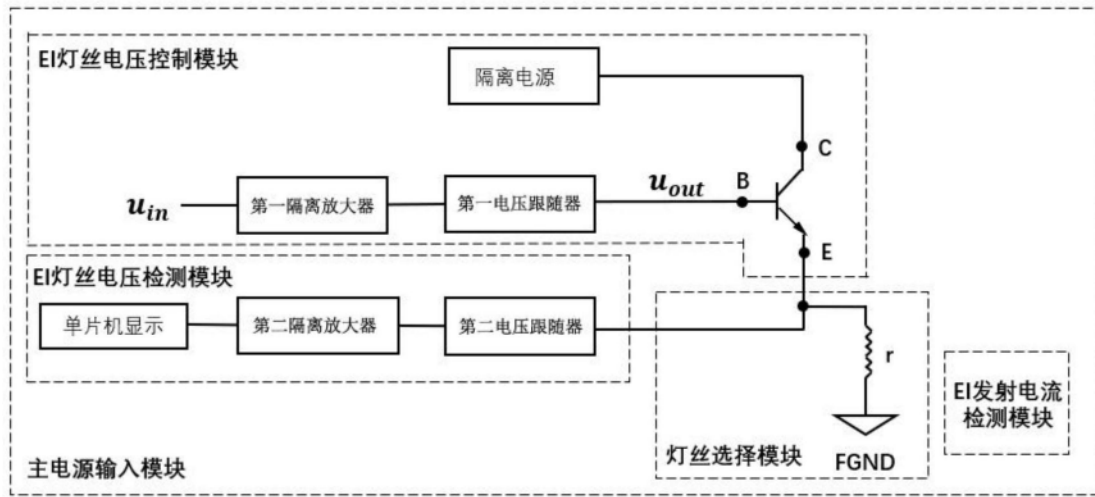 EI灯丝电压控制模块
隔离电源
C
u_in
第一隔离放大器
第一电压跟随器
u_out
B
E
EI灯丝电压检测模块
单片机显示
第二隔离放大器
第二电压跟随器
r
EI发射电流
检测模块
主电源输入模块
灯丝选择模块
FGND